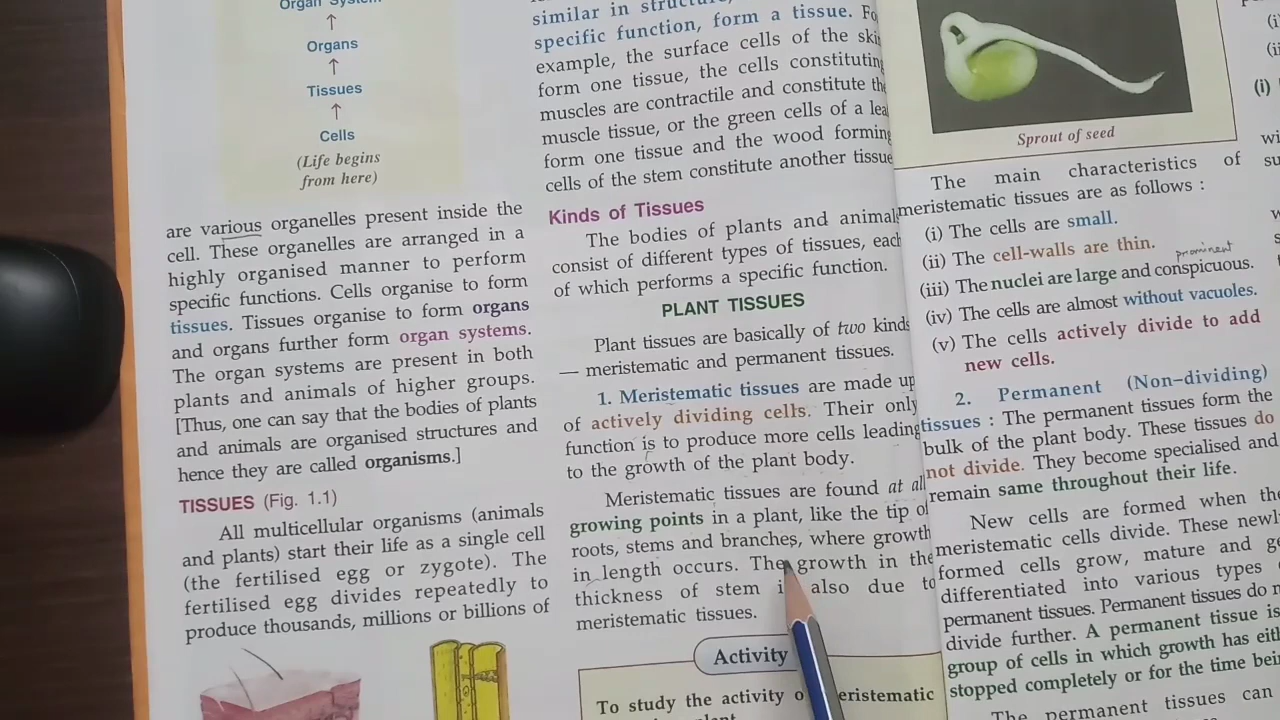 Organ System
↑
Organs
↑
Tissues
↑
Cells
(Life begins
from here)
are various organelles present inside the
cell. These organelles are arranged in a
highly organised manner to perform
specific functions. Cells organise to form
tissues. Tissues organise to form organs
and organs further form organ systems.
The organ systems are present in both
plants and animals of higher groups.
[Thus, one can say that the bodies of plants
and animals are organised structures and
hence they are called organisms.]
TISSUES (Fig. 1.1)
All multicellular organisms (animals
and plants) start their life as a single cell
(the fertilised egg or zygote). The
fertilised egg divides repeatedly to
produce thousands, millions or billions of
similar in structure,
specific function, form a tissue. Fo
example, the surface cells of the ski
form one tissue, the cells constituting
muscles are contractile and constitute the
muscle tissue, or the green cells of a lea
form one tissue and the wood forming
cells of the stem constitute another tissue
Kinds of Tissues
The bodies of plants and animal
consist of different types of tissues, each
of which performs a specific function.
PLANT TISSUES
Plant tissues are basically of two kinds
— meristematic and permanent tissues.
1. Meristematic tissues are made up
of actively dividing cells. Their only
function is to produce more cells leading
to the growth of the plant body.
Meristematic tissues are found at all
growing points in a plant, like the tip of
roots, stems and branches, where growth
in length occurs. The growth in the
thickness of stem i also due to
meristematic tissues.
Activity
To study the activity o eristematic
Sprout of seed
The main characteristics of
meristematic tissues are as follows :
(i) The cells are small.
(ii) The cell-walls are thin.
prominent
(iii) The nuclei are large and conspicuous.
(iv) The cells are almost without vacuoles.
(v) The cells actively divide to add
new cells.
2. Permanent (Non-dividing)
tissues : The permanent tissues form the
bulk of the plant body. These tissues do
not divide. They become specialised and
remain same throughout their life.
New cells are formed when the
meristematic cells divide. These newl
formed cells grow, mature and ge
differentiated into various types
permanent tissues. Permanent tissues do n
divide further. A permanent tissue is
group of cells in which growth has eith
stopped completely or for the time bein
The permanent tissues can
(i)